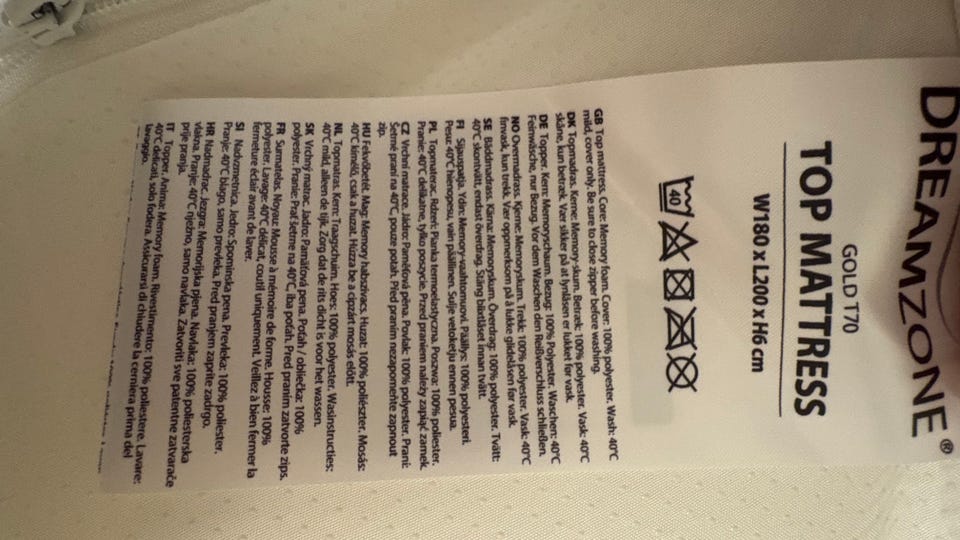 DREAMZONE®
GOLD T70
TOP MATTRESS
W180 x L200 x H6 cm
40
GB Top mattress. Core: Memory foam. Cover: 100% polyester. Wash: 40°C
mild, cover only. Be sure to close zipper before washing.
DK Topmadras. Kerne: Memory-skum. Betræk: 100% polyester. Vask: 40°C
skåne, kun betræk. Vær sikker på at lynlåsen er lukket før vask.
DE Topper. Kern: Memoryschaum. Bezug: 100% Polyester. Waschen: 40°C
Feinwäsche, nur Bezug. Vor dem Waschen den Reißverschluss schließen.
NO Overmadrass. Kjerne: Memoryskum. Trekk: 100% polyester. Vask: 40°C
finvask, kun trekk. Vær oppmerksom på å lukke glidelåsen før vask.
SE Bäddmadrass. Kärna: Memoryskum. Överdrag: 100% polyester. Tvätt:
40°C skontvätt, endast överdrag. Stäng blixtlåset innan tvätt.
FI Sijauspatja. Ydin: Memory-vaahtomuovi. Päällys: 100% polyesteri.
Pesu: 40°C hienopesu, vain päällinen. Sulje vetoketju ennen pesua.
PL Topmaterac. Rdzeń: Pianka termoelastyczna. Poszwa: 100% poliester.
Pranie: 40°C delikatne, tylko poszycie. Przed praniem należy zapiąć zamek.
CZ Vrchní matrace. Jádro: Paměťová pěna. Povlak: 100% polyester. Praní:
Šetrné praní na 40°C, pouze potah. Před praním nezapomeňte zapnout
zip.
HU Fekvőbetét. Mag: Memory habszivacs. Huzat: 100% poliészter. Mosás:
40°C kímélő, csak a huzat. Húzza be a cipzárt mosás előtt.
NL Topmatras. Kern: Traagschuim. Hoes: 100% polyester. Wasinstructies:
40°C mild, alleen de tijk. Zorg dat de rits dicht is voor het wassen.
SK Vrchný matrac. Jadro: Pamäťová pena. Poťah / obliečka: 100%
polyester. Pranie: Prať šetrne na 40°C, iba poťah. Pred praním zatvorte zips.
FR Surmatelas. Noyau: Mousse à mémoire de forme. Housse: 100%
polyester. Lavage: 40°C délicat, coutil uniquement. Veillez à bien fermer la
fermeture éclair avant de laver.
SI Nadvzmetnica. Jedro: Spominska pena. Prevleka: 100% poliester.
Pranje: 40°C blago, samo prevleka. Pred pranjem zaprite zadrgo.
HR Nadmadrac. Jezgra: Memorijska pjena. Navlaka: 100% poliesterska
vlakna. Pranje: 40°C nježno, samo navlaka. Zatvoriti sve patentne zatvarače
prije pranja.
IT Topper. Anima: Memory foam. Rivestimento: 100% poliestere. Lavare:
40°C delicati, solo fodera. Assicurarsi di chiudere la cerniera prima del
lavaggio.